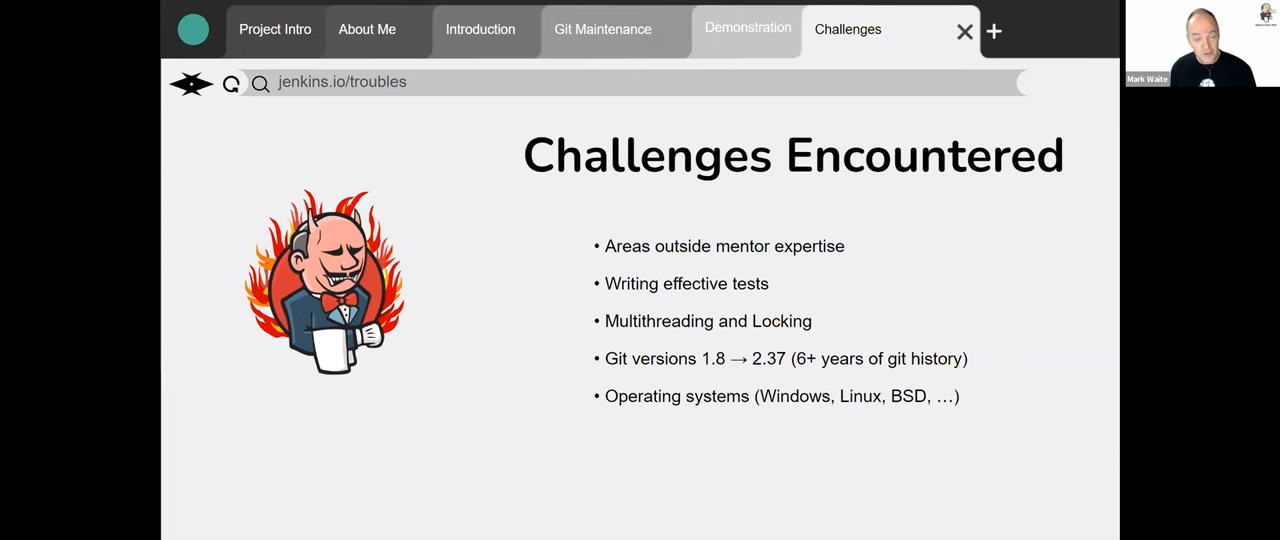 Project Intro
About Me
Introduction
Git Maintenance
Demonstration
Challenges
jenkins.io/troubles
Mark Waite
Challenges Encountered
• Areas outside mentor expertise
• Writing effective tests
• Multithreading and Locking
• Git versions 1.8 → 2.37 (6+ years of git history)
• Operating systems (Windows, Linux, BSD, …)